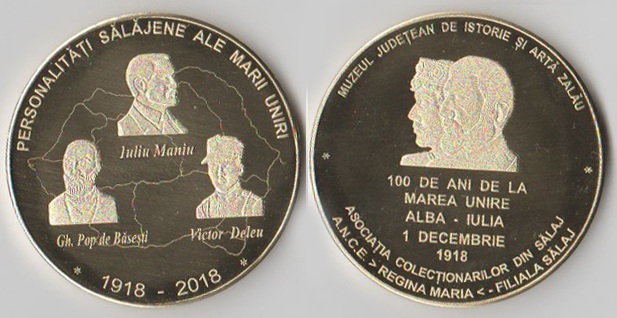 PERSONALITĂȚI SĂLĂJENE ALE MARII UNIRI
Iuliu Maniu
Gh. Pop de Băsești
Victor Deleu
* 1918 - 2018 *
MUZEUL JUDEȚEAN DE ISTORIE ȘI ARTĂ ZALĂU
100 DE ANI DE LA
MAREA UNIRE
ALBA - IULIA
1 DECEMBRIE
1918
* ASOCIAȚIA COLECȚIONARILOR DIN SĂLAJ *
A.N.C.E > REGINA MARIA < - FILIALA SĂLAJ